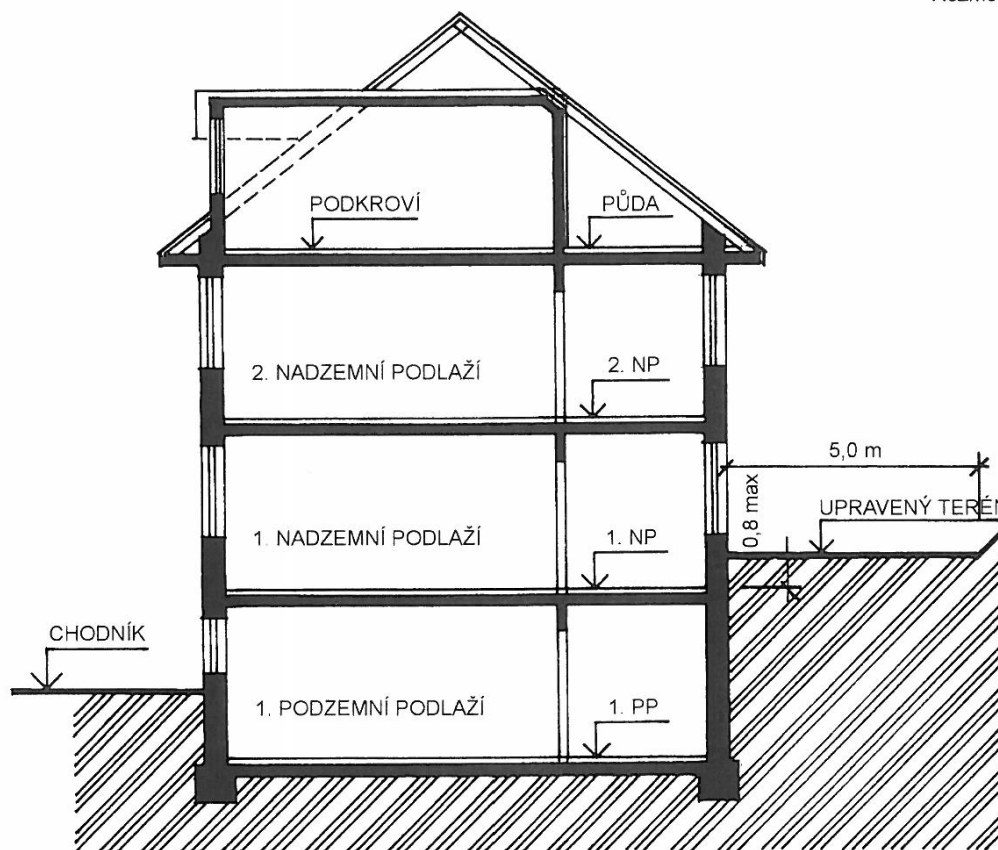 PODKROVÍ
PŮDA
2. NADZEMNÍ PODLAŽÍ
2. NP
5,0 m
0,8 max
UPRAVENÝ TERÉN
1. NADZEMNÍ PODLAŽÍ
1. NP
CHODNÍK
1. PODZEMNÍ PODLAŽÍ
1. PP